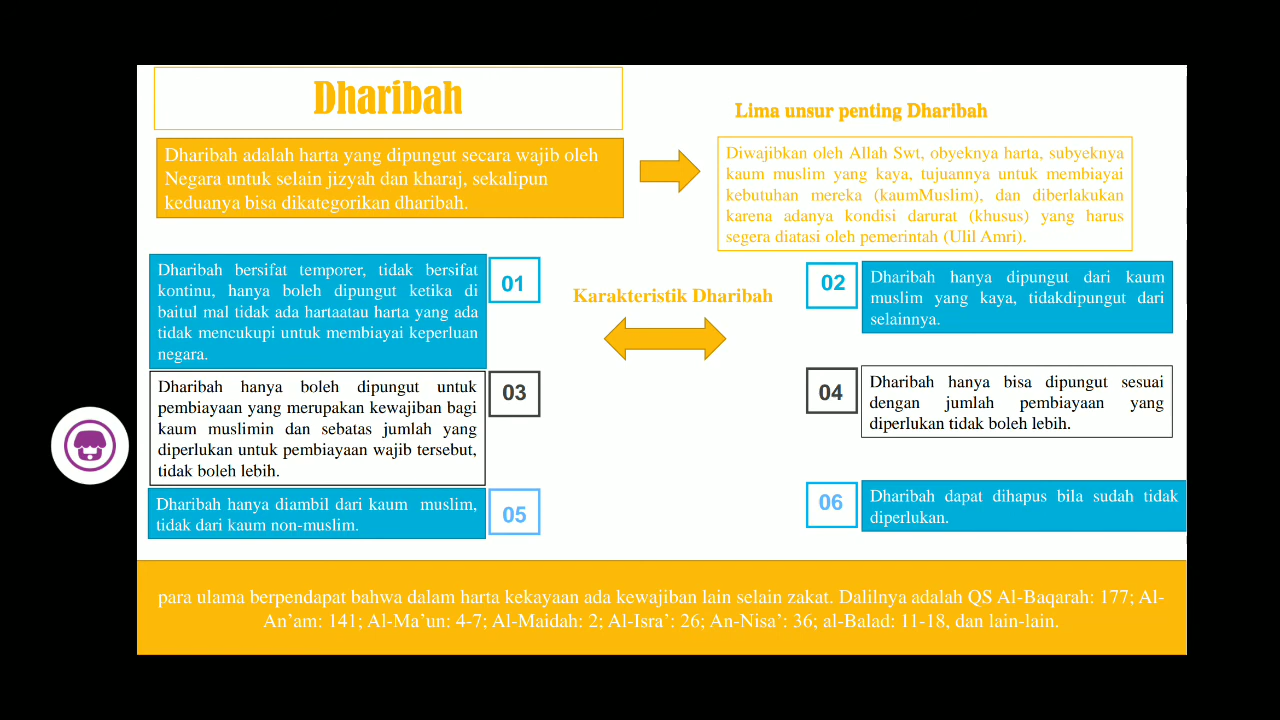 Dharibah
Lima unsur penting Dharibah
Dharibah adalah harta yang dipungut secara wajib oleh
Negara untuk selain jizyah dan kharaj, sekalipun
keduanya bisa dikategorikan dharibah.
Diwajibkan oleh Allah Swt, obyeknya harta, subyeknya
kaum muslim yang kaya, tujuannya untuk membiayai
kebutuhan mereka (kaumMuslim), dan diberlakukan
karena adanya kondisi darurat (khusus) yang harus
segera diatasi oleh pemerintah (Ulil Amri).
Karakteristik Dharibah
Dharibah bersifat temporer, tidak bersifat
kontinu, hanya boleh dipungut ketika di
baitul mal tidak ada hartaatau harta yang ada
tidak mencukupi untuk membiayai keperluan
negara.
01
02
Dharibah hanya dipungut dari kaum
muslim yang kaya, tidakdipungut dari
selainnya.
Dharibah hanya boleh dipungut untuk
pembiayaan yang merupakan kewajiban bagi
kaum muslimin dan sebatas jumlah yang
diperlukan untuk pembiayaan wajib tersebut,
tidak boleh lebih.
03
04
Dharibah hanya bisa dipungut sesuai
dengan jumlah pembiayaan yang
diperlukan tidak boleh lebih.
Dharibah hanya diambil dari kaum muslim,
tidak dari kaum non-muslim.
05
06
Dharibah dapat dihapus bila sudah tidak
diperlukan.
para ulama berpendapat bahwa dalam harta kekayaan ada kewajiban lain selain zakat. Dalilnya adalah QS Al-Baqarah: 177; Al-
An’am: 141; Al-Ma’un: 4-7; Al-Maidah: 2; Al-Isra’: 26; An-Nisa’: 36; al-Balad: 11-18, dan lain-lain.